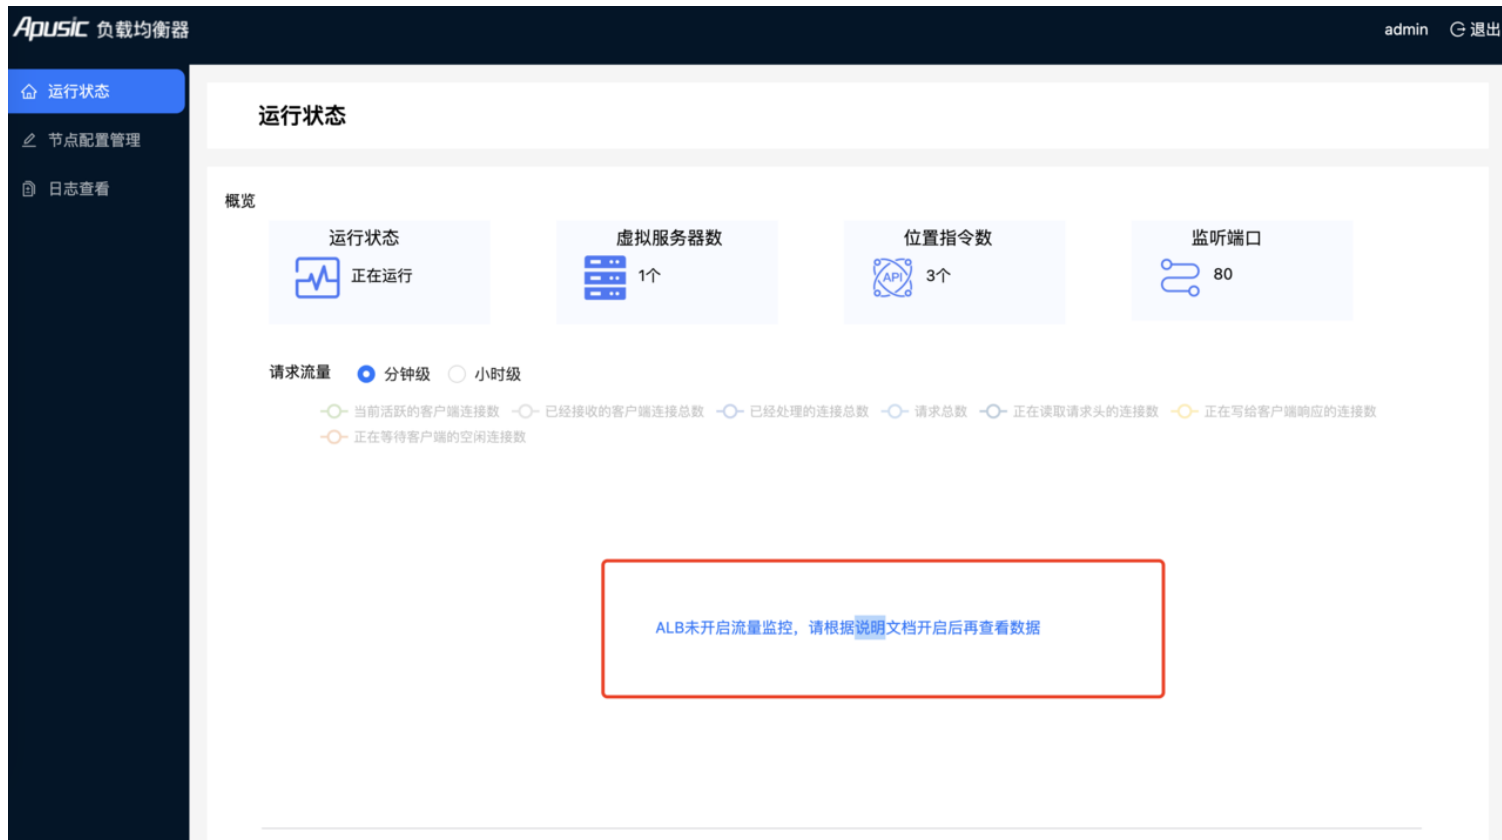 Apusic 负载均衡器
admin 退出
运行状态
节点配置管理
日志查看
运行状态
概览
运行状态
正在运行
虚拟服务器数
1个
位置指令数
API
3个
监听端口
80
请求流量 分钟级 小时级
当前活跃的客户端连接数 已经接收的客户端连接总数 已经处理的连接总数 请求总数 正在读取请求头的连接数 正在写给客户端响应的连接数
正在等待客户端的空闲连接数
ALB未开启流量监控，请根据说明文档开启后再查看数据